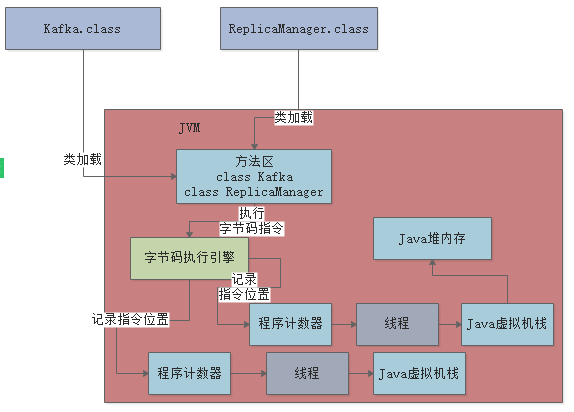 Kafka.class
ReplicaManager.class
类加载
JVM
类加载
方法区
class Kafka
class ReplicaManager
执行
字节码指令
Java堆内存
字节码执行引擎
记录
指令位置
记录指令位置
程序计数器
线程
Java虚拟机栈
程序计数器
线程
Java虚拟机栈